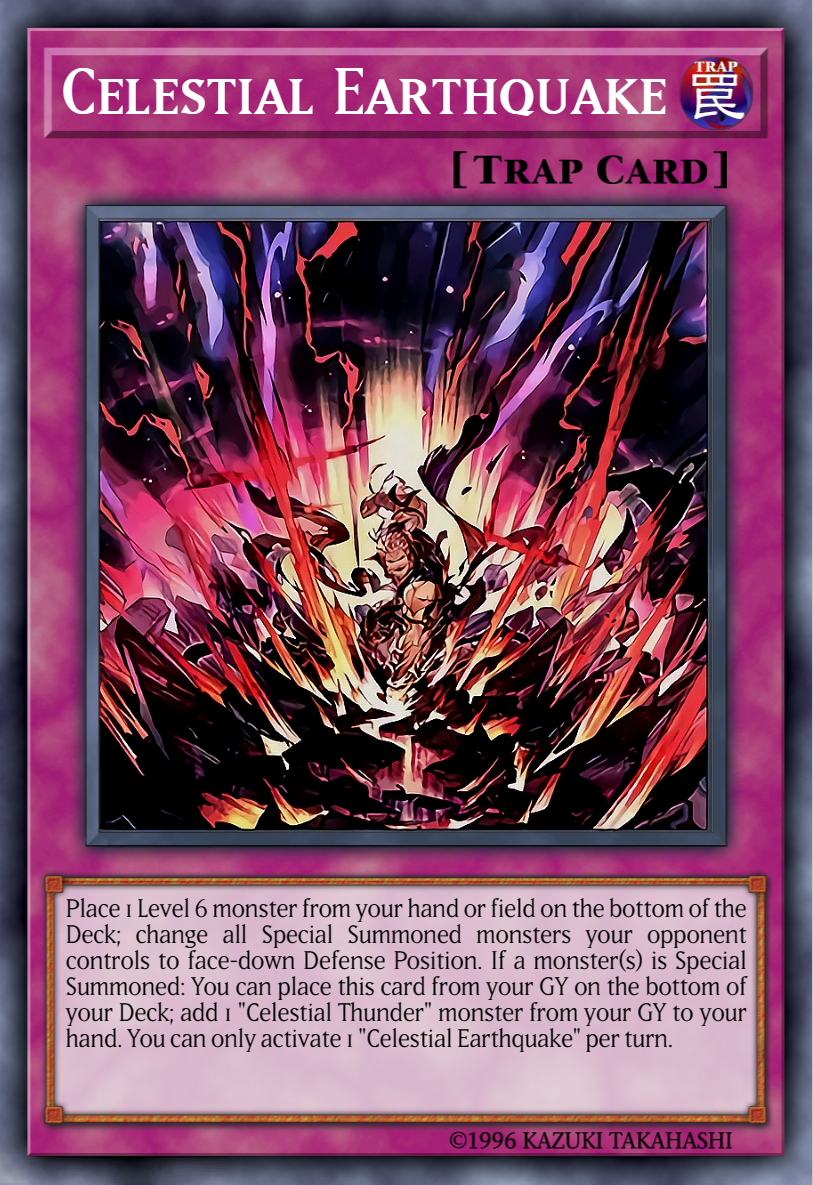 Celestial Earthquake
TRAP
罠
[Trap Card]
Place 1 Level 6 monster from your hand or field on the bottom of the
Deck; change all Special Summoned monsters your opponent
controls to face-down Defense Position. If a monster(s) is Special
Summoned: You can place this card from your GY on the bottom of
your Deck; add 1 "Celestial Thunder" monster from your GY to your
hand. You can only activate 1 "Celestial Earthquake" per turn.
©1996 KAZUKI TAKAHASHI